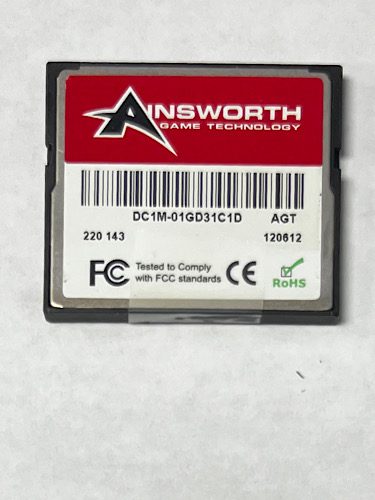 AINSWORTH
GAME TECHNOLOGY
DC1M-01GD31C1D AGT
220 143 120612
FC Tested to Comply
with FCC standards CE
RoHS